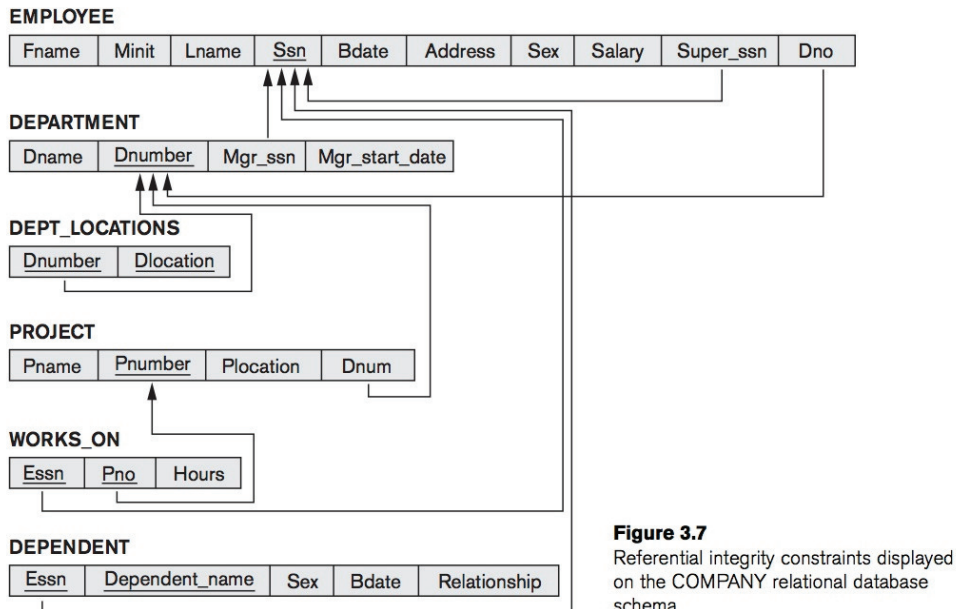 EMPLOYEE
Fname Minit Lname Ssn Bdate Address Sex Salary Super_ssn Dno
DEPARTMENT
Dname Dnumber Mgr_ssn Mgr_start_date
DEPT_LOCATIONS
Dnumber Dlocation
PROJECT
Pname Pnumber Plocation Dnum
WORKS_ON
Essn Pno Hours
DEPENDENT
Essn Dependent_name Sex Bdate Relationship
Figure 3.7
Referential integrity constraints displayed
on the COMPANY relational database
schema